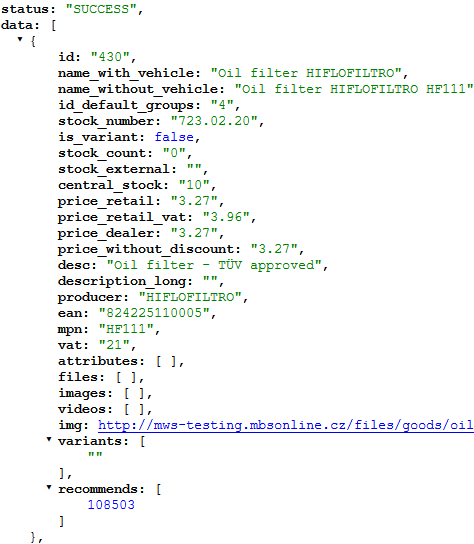 status: "SUCCESS",
data: [
▼ {
id: "430",
name_with_vehicle: "Oil filter HIFLOFILTRO",
name_without_vehicle: "Oil filter HIFLOFILTRO HF111"
id_default_groups: "4",
stock_number: "723.02.20",
is_variant: false,
stock_count: "0",
stock_external: "",
central_stock: "10",
price_retail: "3.27",
price_retail_vat: "3.96",
price_dealer: "3.27",
price_without_discount: "3.27",
desc: "Oil filter - TÜV approved",
description_long: "",
producer: "HIFLOFILTRO",
ean: "824225110005",
mpn: "HF111",
vat: "21",
attributes: [ ],
files: [ ],
images: [ ],
videos: [ ],
img: http://mws-testing.mbsonline.cz/files/goods/oil
▼ variants: [
""
],
▼ recommends: [
108503
]
},